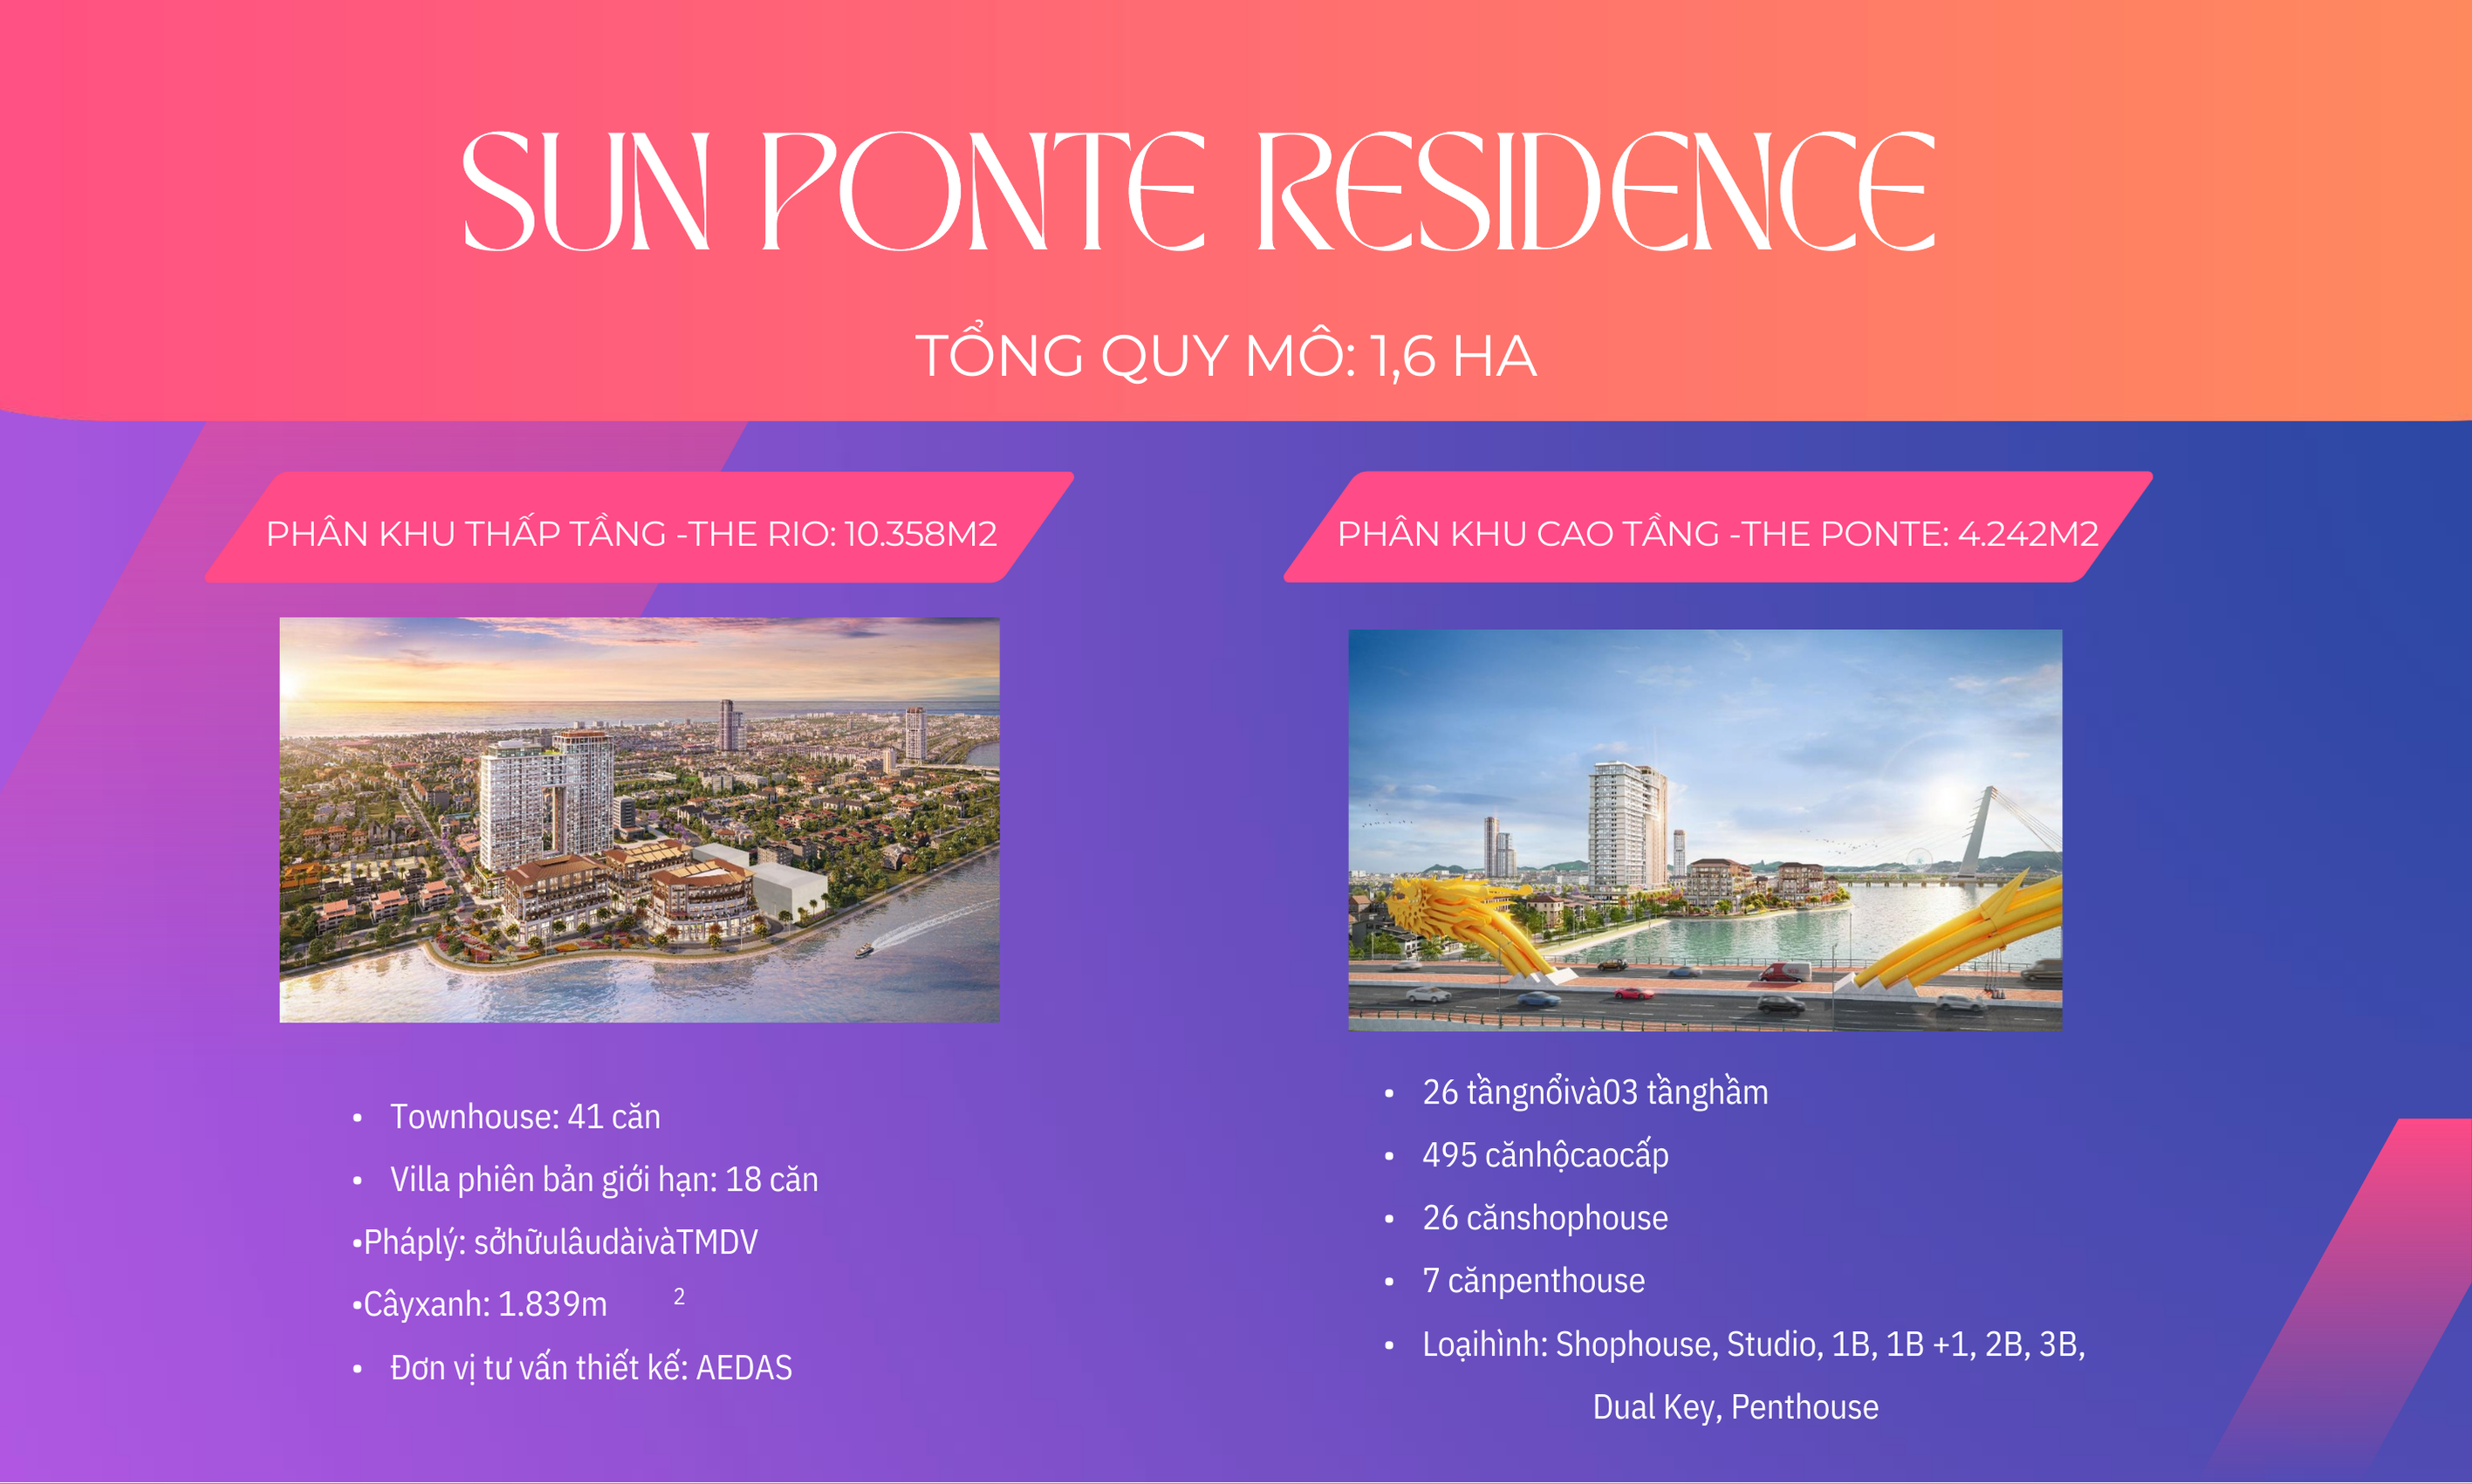 SUN PONTE RESIDENCE
TỔNG QUY MÔ: 1,6 HA
PHÂN KHU THẤP TẦNG -THE RIO: 10.358M2
• Townhouse: 41 căn
• Villa phiên bản giới hạn: 18 căn
•Pháplý: sởhữulâudàivàTMDV
•Câyxanh: 1.839m 2
• Đơn vị tư vấn thiết kế: AEDAS
PHÂN KHU CAO TẦNG -THE PONTE: 4.242M2
• 26 tầngnổivà03 tầnghầm
• 495 cănhộcaocấp
• 26 cănshophouse
• 7 cănpenthouse
• Loạihình: Shophouse, Studio, 1B, 1B +1, 2B, 3B,
Dual Key, Penthouse